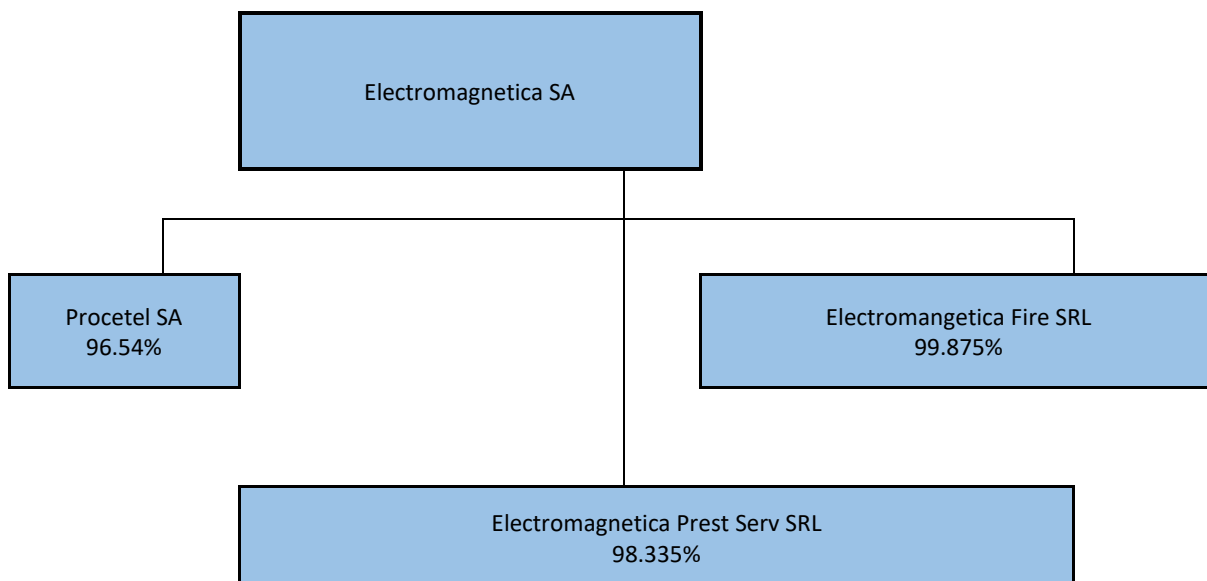 Electromagnetica SA
Procetel SA
96.54%
Electromangetica Fire SRL
99.875%
Electromagnetica Prest Serv SRL
98.335%